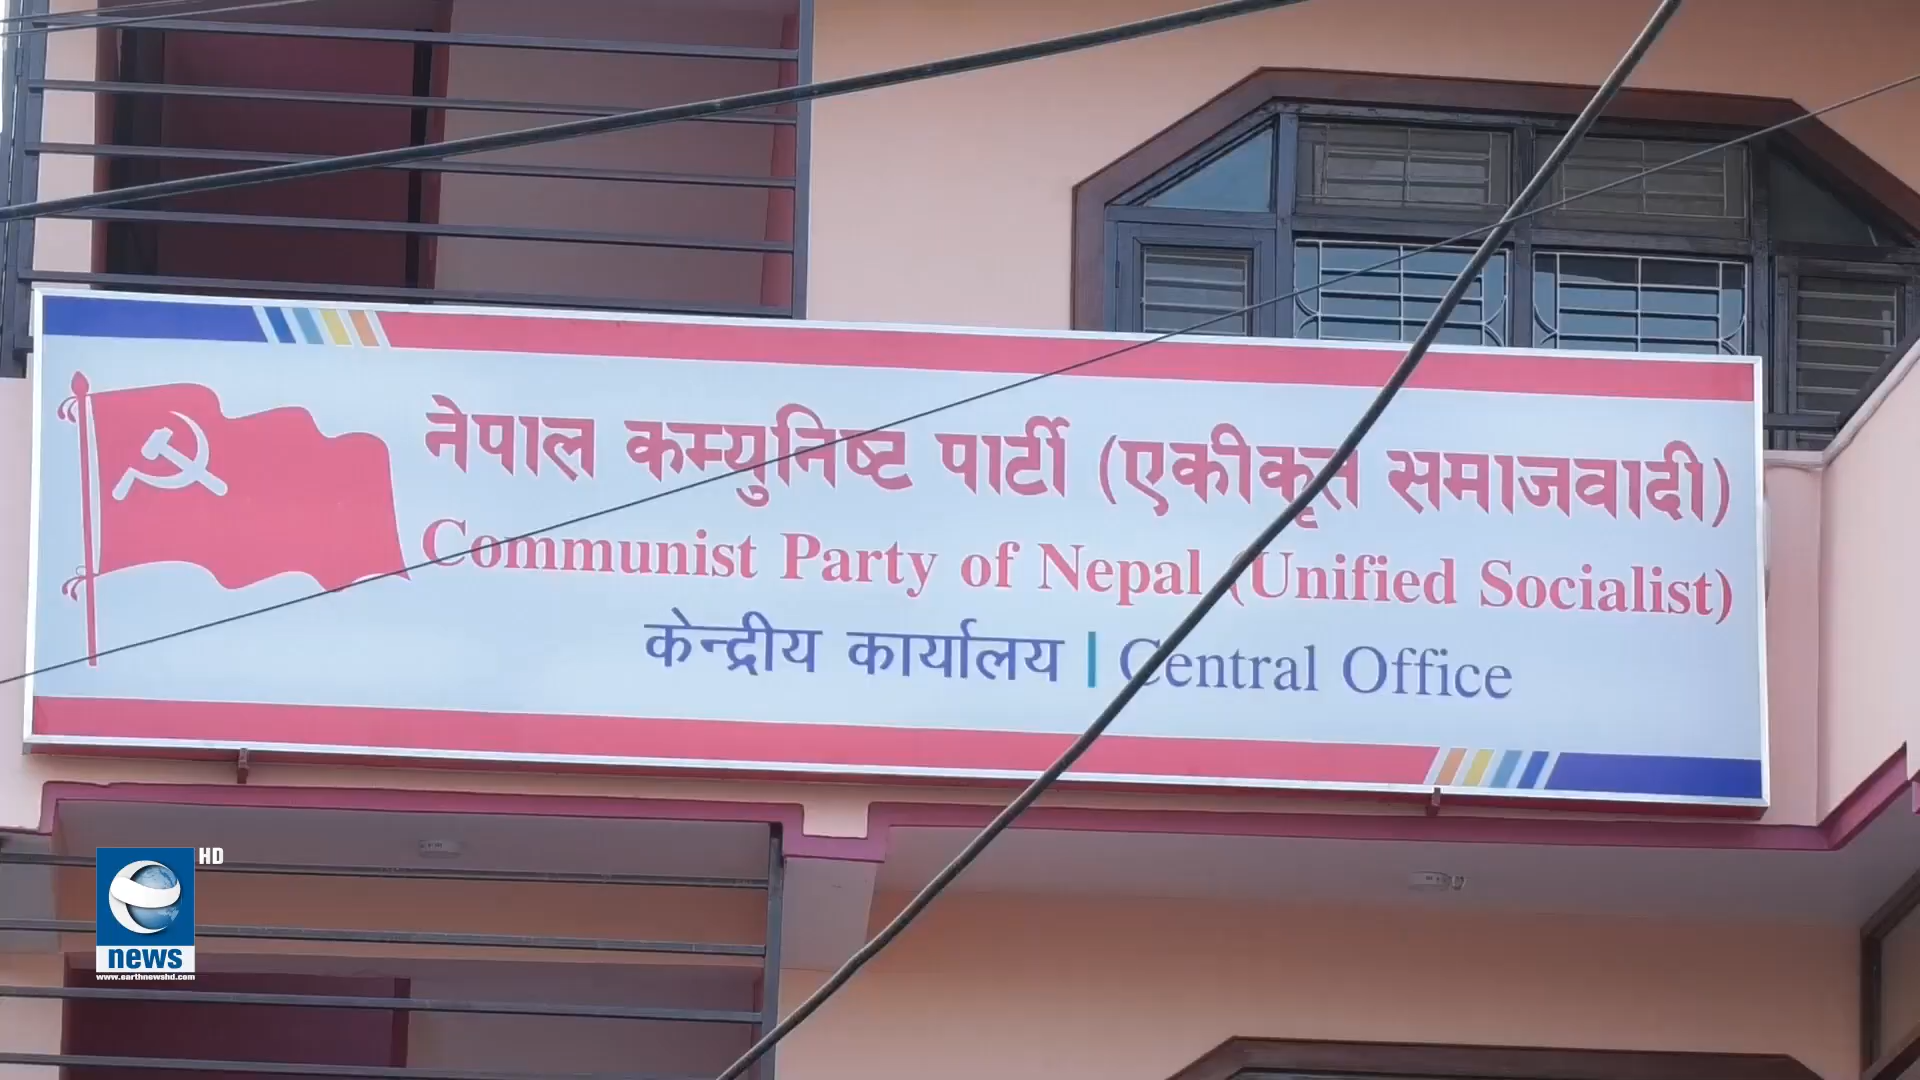 नेपाल कम्युनिष्ट पार्टी (एकीकृत समाजवादी)
Communist Party of Nepal (Unified Socialist)
केन्द्रीय कार्यालय | Central Office
HD
news
www.earthnewshd.com